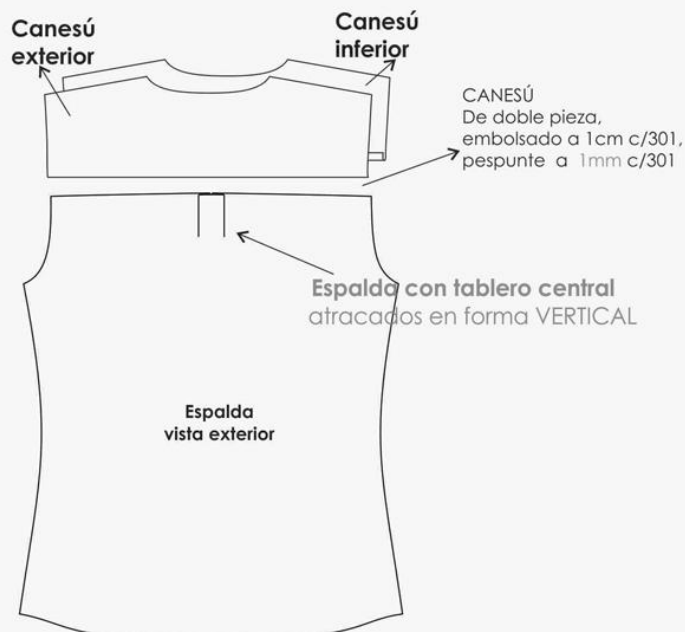 Canesú
exterior
Canesú
inferior
CANESÚ
De doble pieza,
embolsado a 1cm c/301,
pespunte a 1mm c/301
Espalda con tablero central
atracados en forma VERTICAL
Espalda
vista exterior